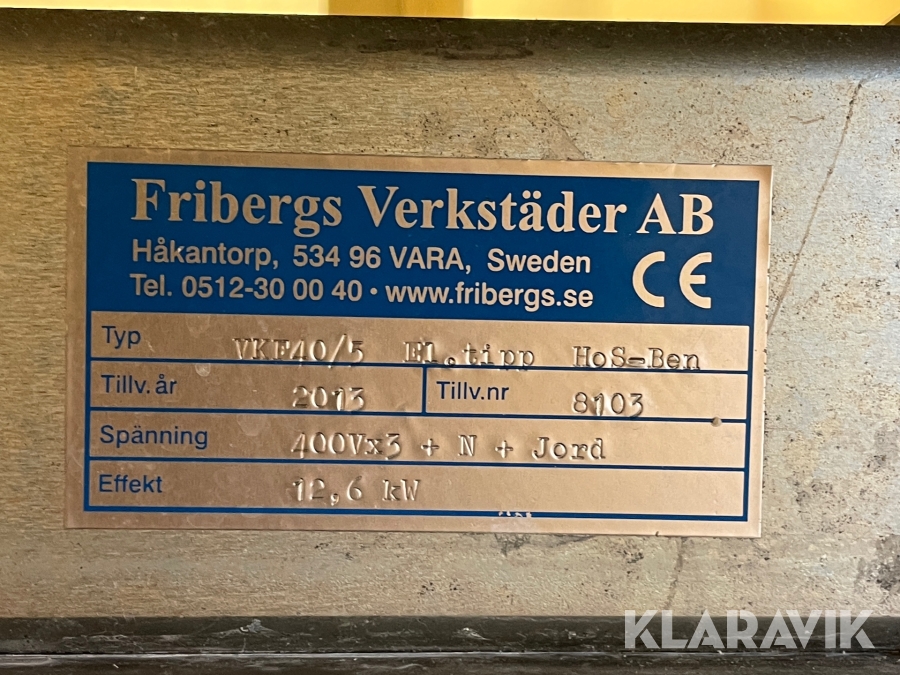 Fribergs Verkstäder AB
Håkantorp, 534 96 VARA, Sweden
Tel. 0512-30 00 40 • www.fribergs.se
CE
Typ VKF40/5 El.tipp HoS-Ben
Tillv. år 2013 Tillv.nr 8103
Spänning 400Vx3 + N + Jord
Effekt 12,6 kW
KLARAVIK